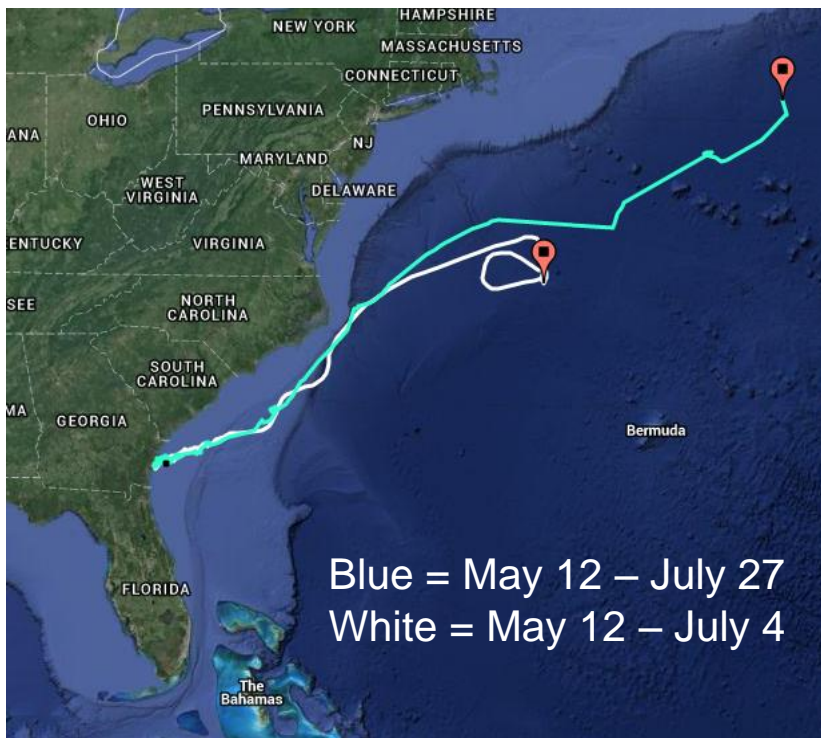 HAMPSHIRE
NEW YORK
MASSACHUSETTS
CONNECTICUT
PENNSYLVANIA
OHIO
ANA
NJ
MARYLAND
WEST
VIRGINIA
DELAWARE
ENTUCKY
VIRGINIA
SEE
NORTH
CAROLINA
SOUTH
CAROLINA
MA
GEORGIA
Bermuda
FLORIDA
Blue = May 12 – July 27
White = May 12 – July 4
The
Bahamas